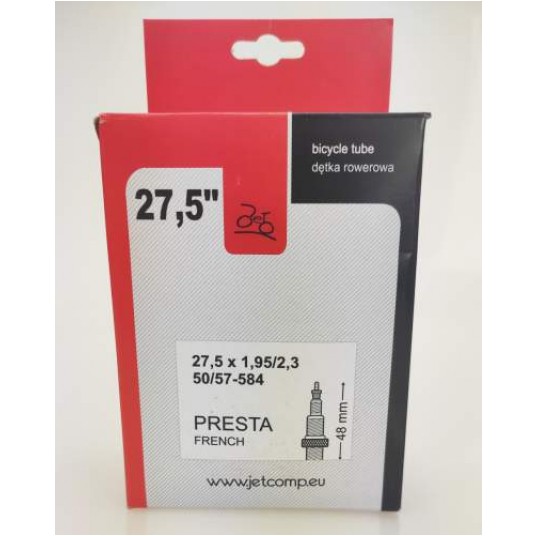 bicycle tube
dętka rowerowa
27,5"
Jet
27,5 x 1,95/2,3
50/57-584
PRESTA
FRENCH
48 mm
www.jetcomp.eu